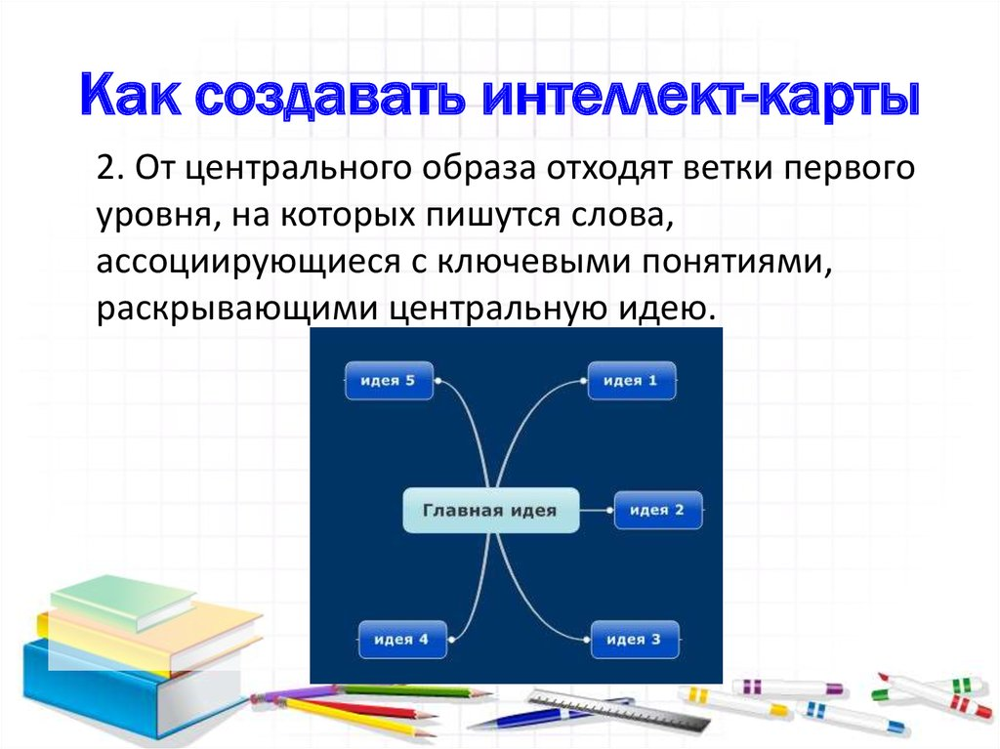 Как создавать интеллект-карты
2. От центрального образа отходят ветки первого
уровня, на которых пишутся слова,
ассоциирующиеся с ключевыми понятиями,
раскрывающими центральную идею.
идея 5
идея 1
Главная идея
идея 2
идея 4
идея 3